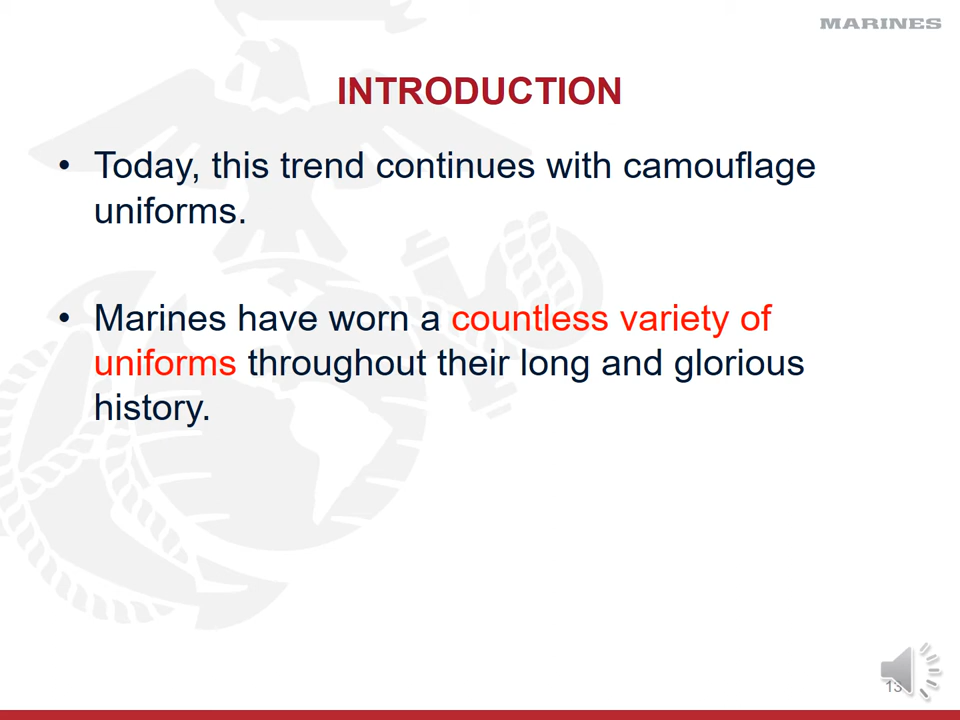 MARINES
INTRODUCTION
• Today, this trend continues with camouflage
uniforms.
• Marines have worn a countless variety of
uniforms throughout their long and glorious
history.